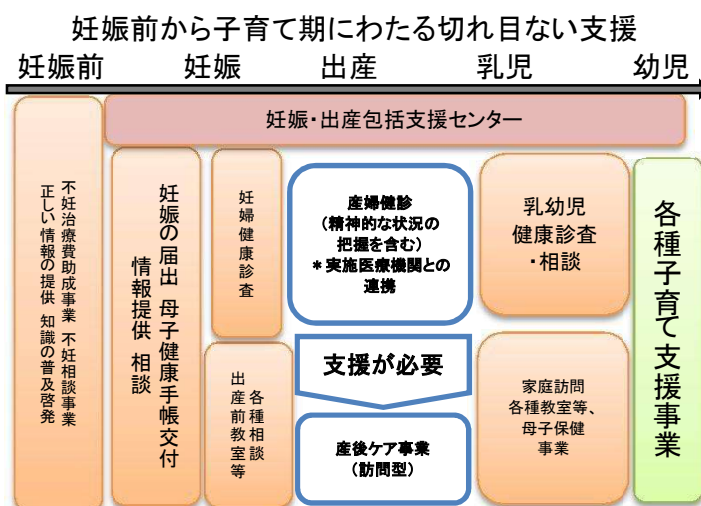 妊娠前から子育て期にわたる切れ目ない支援
妊娠前 妊娠 出産 乳児 幼児
妊娠・出産包括支援センター
不妊治療費助成事業 不妊相談事業
正しい情報の提供 知識の普及啓発
妊娠の届出 母子健康手帳交付
情報提供 相談
妊婦健康診査
各種相談
出産前教室等
産婦健診
(精神的な状況の
把握を含む)
*実施医療機関との
連携
支援が必要
産後ケア事業
(訪問型)
乳幼児
健康診査
・相談
家庭訪問
各種教室等、
母子保健
事業
各種子育て支援事業